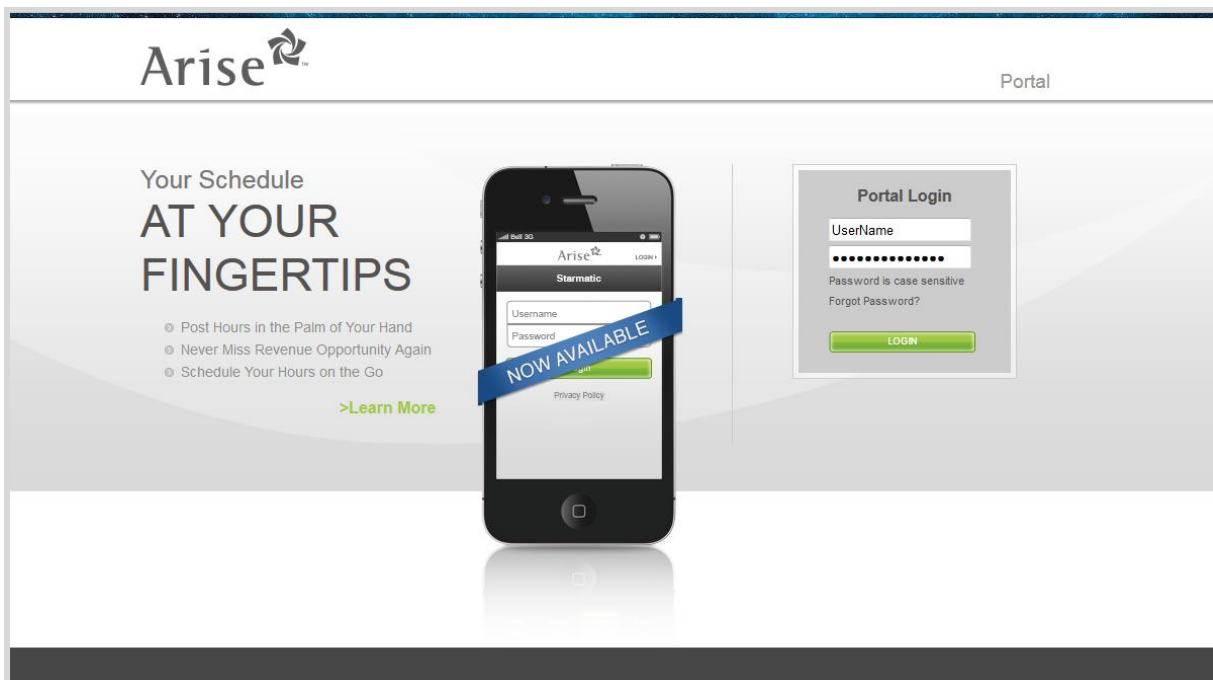 Arise™
Portal
Your Schedule
AT YOUR
FINGERTIPS
Post Hours in the Palm of Your Hand
Never Miss Revenue Opportunity Again
Schedule Your Hours on the Go
>Learn More
Bell 3G
Arise
LOGIN
Starmatic
Username
Password
NOW AVAILABLE
Privacy Policy
Portal Login
UserName
••••••••••••••
Password is case sensitive
Forgot Password?
LOGIN